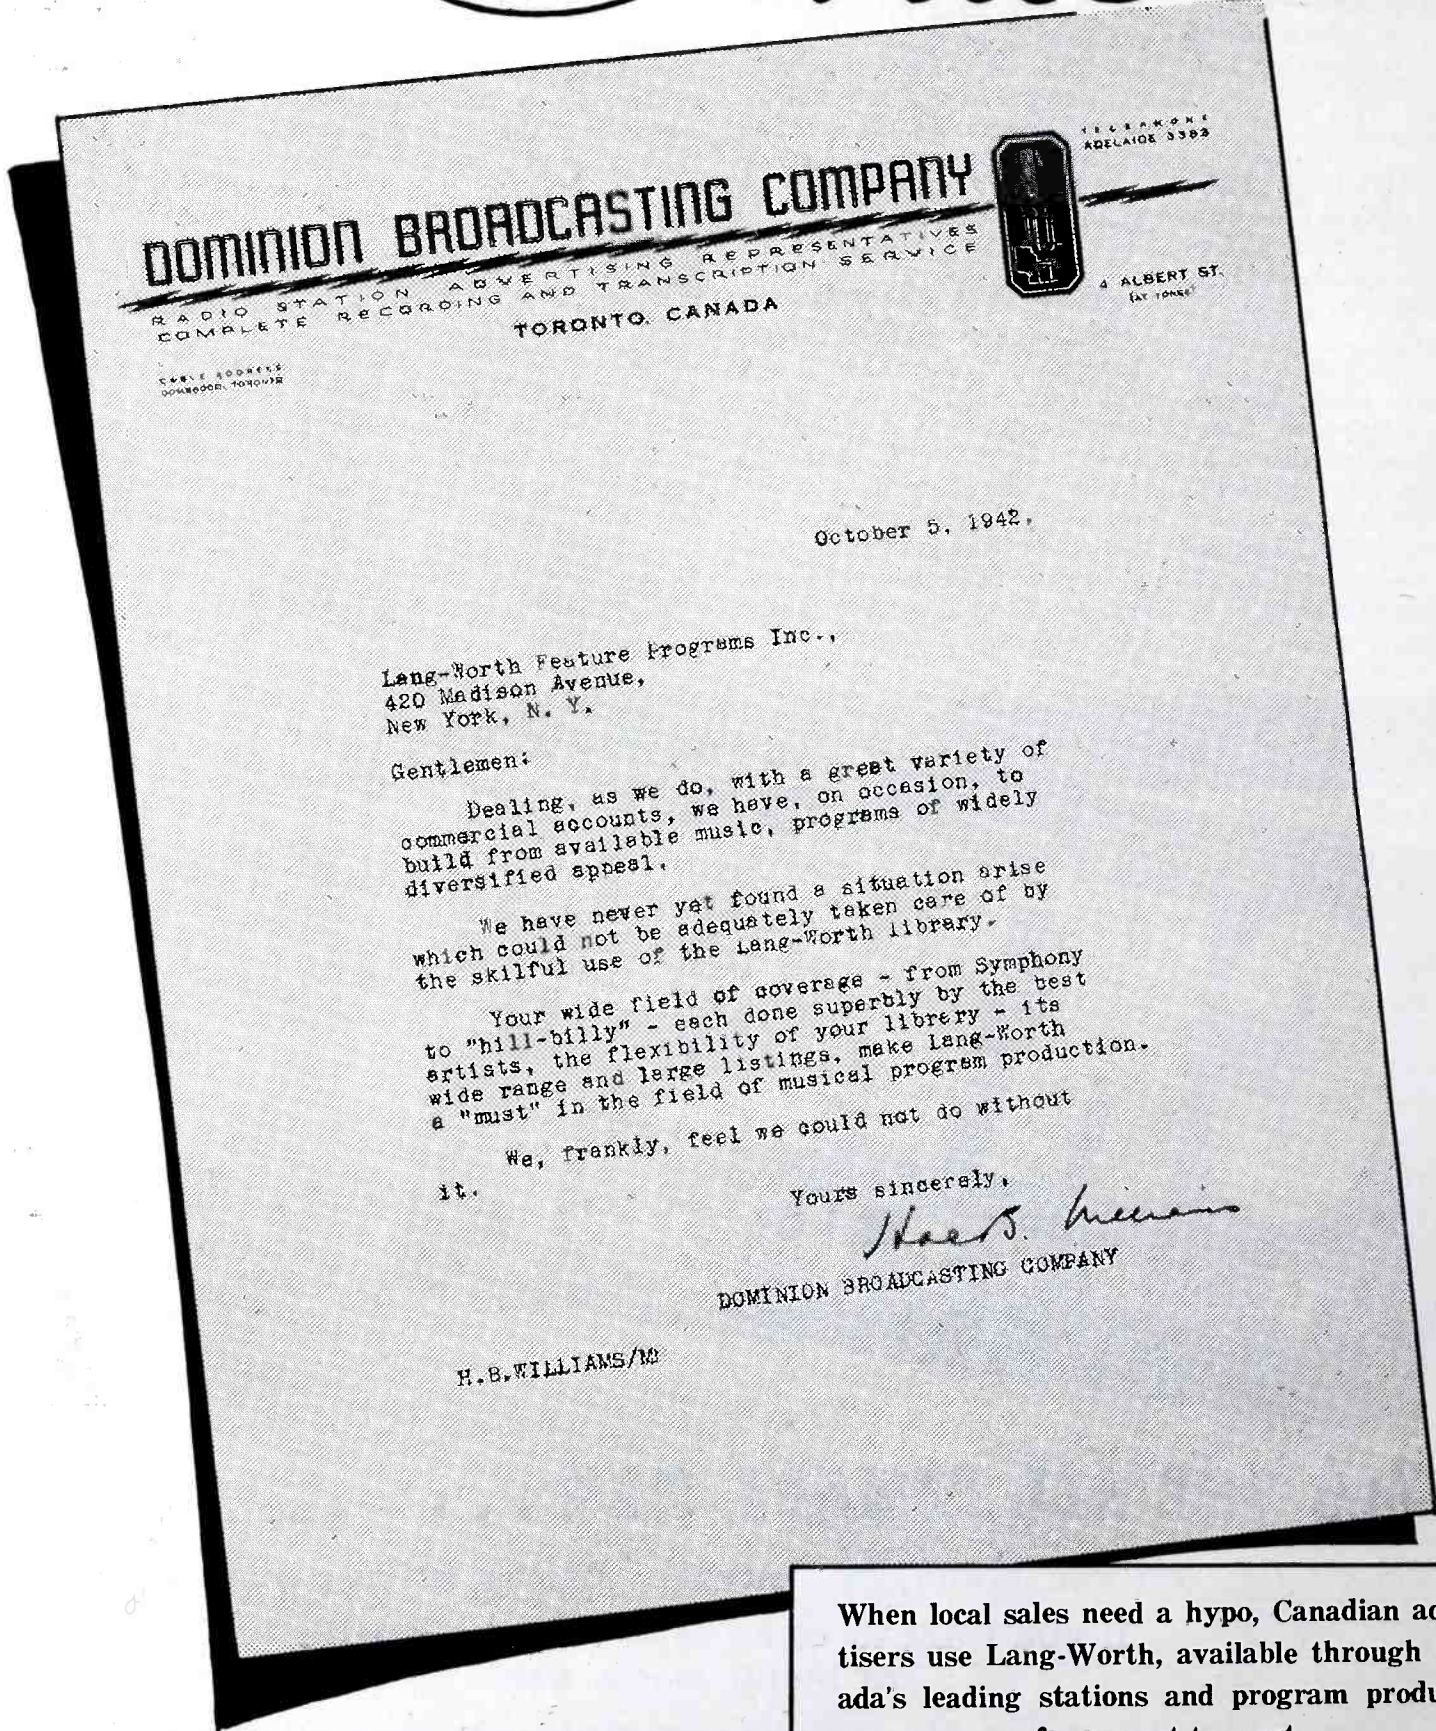 DOMINION BROADCASTING COMPANY
RADIO STATION ADVERTISING REPRESENTATIVES
COMPLETE RECORDING AND TRANSCRIPTION SERVICE
TORONTO, CANADA
TELEPHONE
ADELAIDE 3383
4 ALBERT ST.
(AT YONGE)
CABLE ADDRESS
TORONTO
October 5, 1942.
Lang-Worth Feature Programs Inc.,
420 Madison Avenue,
New York, N. Y.
Gentlemen:
Dealing, as we do, with a great variety of
commercial accounts, we have, on occasion, to
build from available music, programs of widely
diversified appeal.
We have never yet found a situation arise
which could not be adequately taken care of by
the skilful use of the Lang-Worth library.
Your wide field of coverage - from Symphony
to "hill-billy" - each done superbly by the best
artists, the flexibility of your library - its
wide range and large listings, make Lang-Worth
a "must" in the field of musical program production.
We, frankly, feel we could not do without
it.
Yours sincerely,
Hal B. Williams
DOMINION BROADCASTING COMPANY
H.B.WILLIAMS/
When local sales need a hypo, Canadian ad
tisers use Lang-Worth, available through
ada's leading stations and program produ